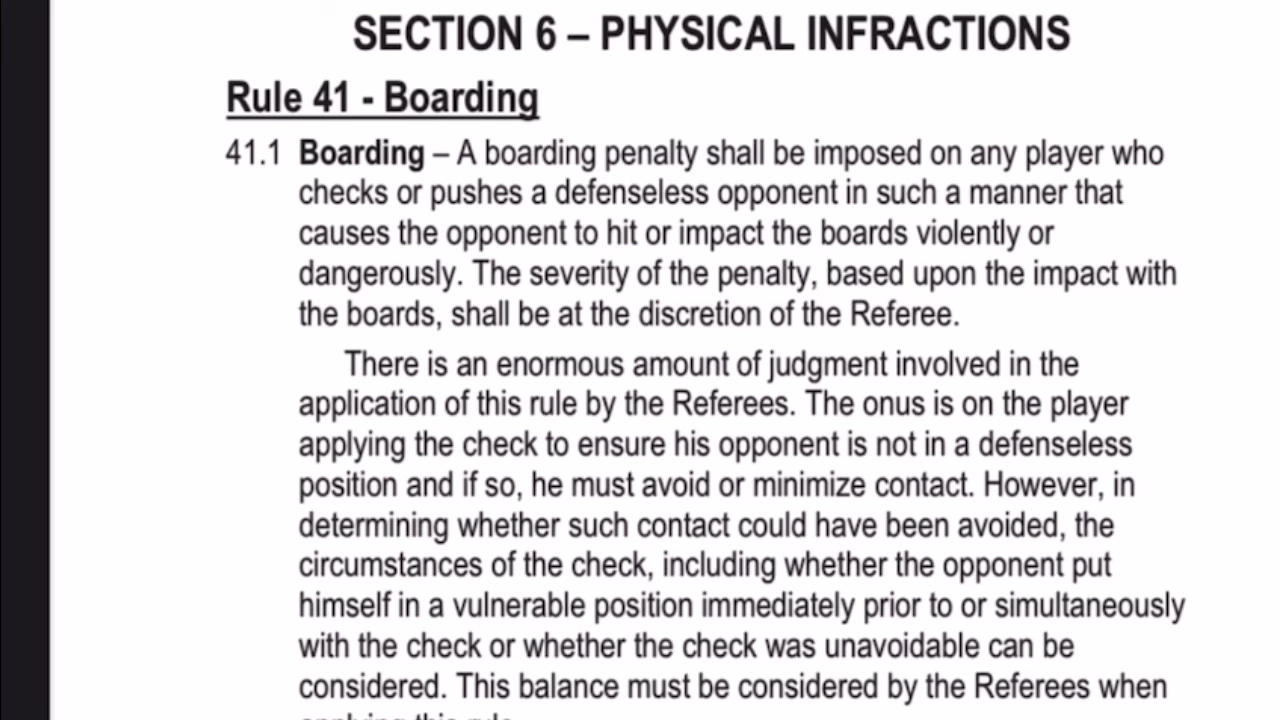 SECTION 6 – PHYSICAL INFRACTIONS
Rule 41 - Boarding
41.1 Boarding – A boarding penalty shall be imposed on any player who
checks or pushes a defenseless opponent in such a manner that
causes the opponent to hit or impact the boards violently or
dangerously. The severity of the penalty, based upon the impact with
the boards, shall be at the discretion of the Referee.
There is an enormous amount of judgment involved in the
application of this rule by the Referees. The onus is on the player
applying the check to ensure his opponent is not in a defenseless
position and if so, he must avoid or minimize contact. However, in
determining whether such contact could have been avoided, the
circumstances of the check, including whether the opponent put
himself in a vulnerable position immediately prior to or simultaneously
with the check or whether the check was unavoidable can be
considered. This balance must be considered by the Referees when
applying this rule.